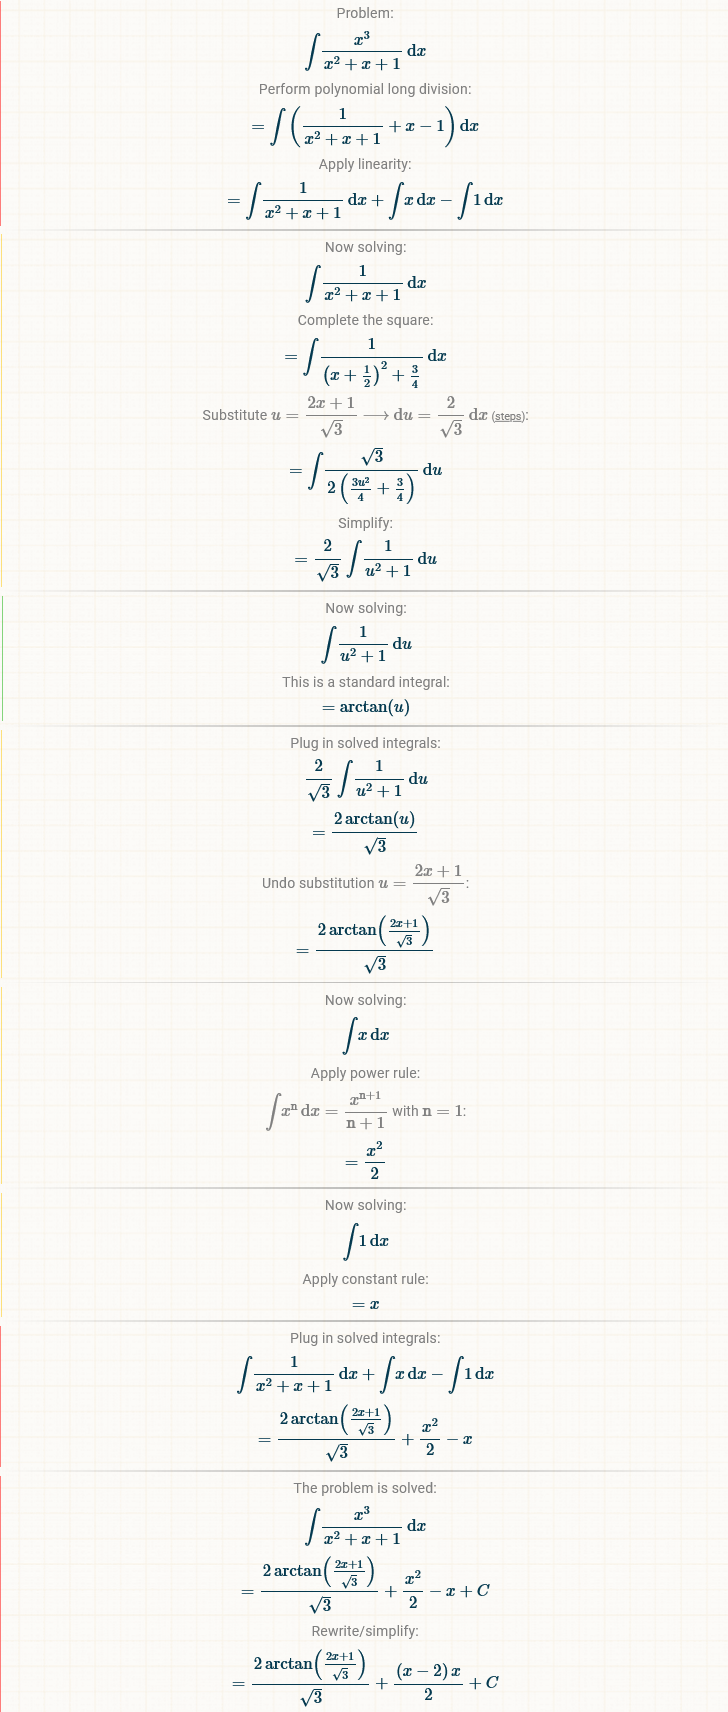 Problem:
∫ x³/(x² + x + 1) dx
Perform polynomial long division:
= ∫ (1/(x² + x + 1) + x − 1) dx
Apply linearity:
= ∫ 1/(x² + x + 1) dx + ∫ x dx − ∫ 1 dx
Now solving:
∫ 1/(x² + x + 1) dx
Complete the square:
= ∫ 1/((x + 1/2)² + 3/4) dx
Substitute u = (2x + 1)/√3 ⟶ du = 2/√3 dx (steps):
= ∫ √3/(2(3u²/4 + 3/4)) du
Simplify:
= 2/√3 ∫ 1/(u² + 1) du
Now solving:
∫ 1/(u² + 1) du
This is a standard integral:
= arctan(u)
Plug in solved integrals:
2/√3 ∫ 1/(u² + 1) du
= 2 arctan(u)/√3
Undo substitution u = (2x + 1)/√3:
= 2 arctan((2x+1)/√3)/√3
Now solving:
∫ x dx
Apply power rule:
∫ xⁿ dx = xⁿ⁺¹/(n + 1) with n = 1:
= x²/2
Now solving:
∫ 1 dx
Apply constant rule:
= x
Plug in solved integrals:
∫ 1/(x² + x + 1) dx + ∫ x dx − ∫ 1 dx
= 2 arctan((2x+1)/√3)/√3 + x²/2 − x
The problem is solved:
∫ x³/(x² + x + 1) dx
= 2 arctan((2x+1)/√3)/√3 + x²/2 − x + C
Rewrite/simplify:
= 2 arctan((2x+1)/√3)/√3 + (x − 2) x/2 + C